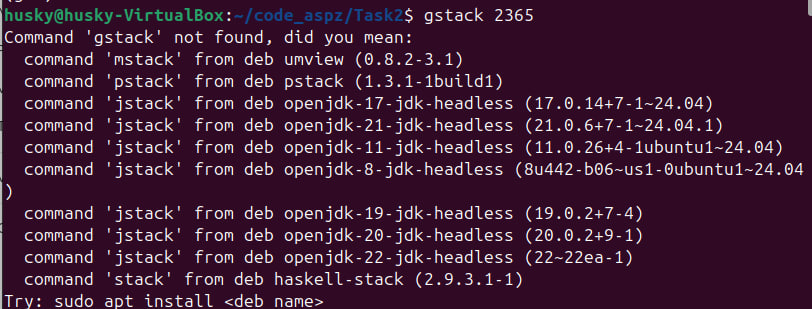 husky@husky-VirtualBox:~/code_aspz/Task2$ gstack 2365
Command 'gstack' not found, did you mean:
  command 'mstack' from deb umview (0.8.2-3.1)
  command 'pstack' from deb pstack (1.3.1-1build1)
  command 'jstack' from deb openjdk-17-jdk-headless (17.0.14+7-1~24.04)
  command 'jstack' from deb openjdk-21-jdk-headless (21.0.6+7-1~24.04.1)
  command 'jstack' from deb openjdk-11-jdk-headless (11.0.26+4-1ubuntu1~24.04)
  command 'jstack' from deb openjdk-8-jdk-headless (8u442-b06~us1-0ubuntu1~24.04
)
  command 'jstack' from deb openjdk-19-jdk-headless (19.0.2+7-4)
  command 'jstack' from deb openjdk-20-jdk-headless (20.0.2+9-1)
  command 'jstack' from deb openjdk-22-jdk-headless (22~22ea-1)
  command 'stack' from deb haskell-stack (2.9.3.1-1)
Try: sudo apt install <deb name>